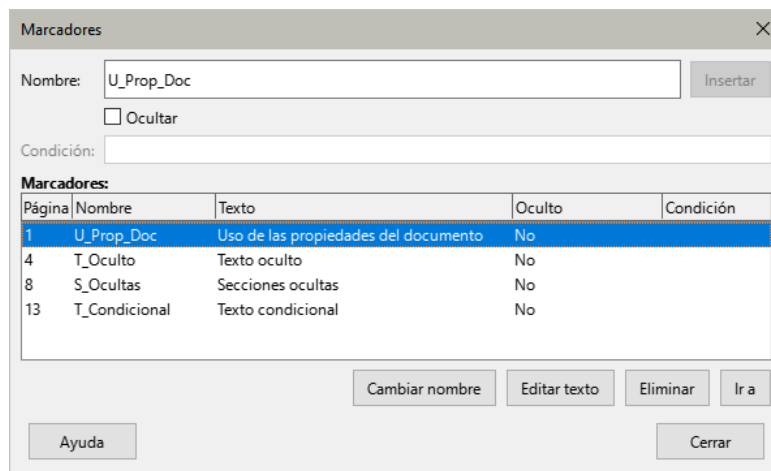 Marcadores
Nombre: U_Prop_Doc Insertar
Ocultar
Condición:
Marcadores:
Página Nombre Texto Oculto Condición
1 U_Prop_Doc Uso de las propiedades del documento No
4 T_Oculto Texto oculto No
8 S_Ocultas Secciones ocultas No
13 T_Condicional Texto condicional No
Cambiar nombre Editar texto Eliminar Ir a
Ayuda Cerrar